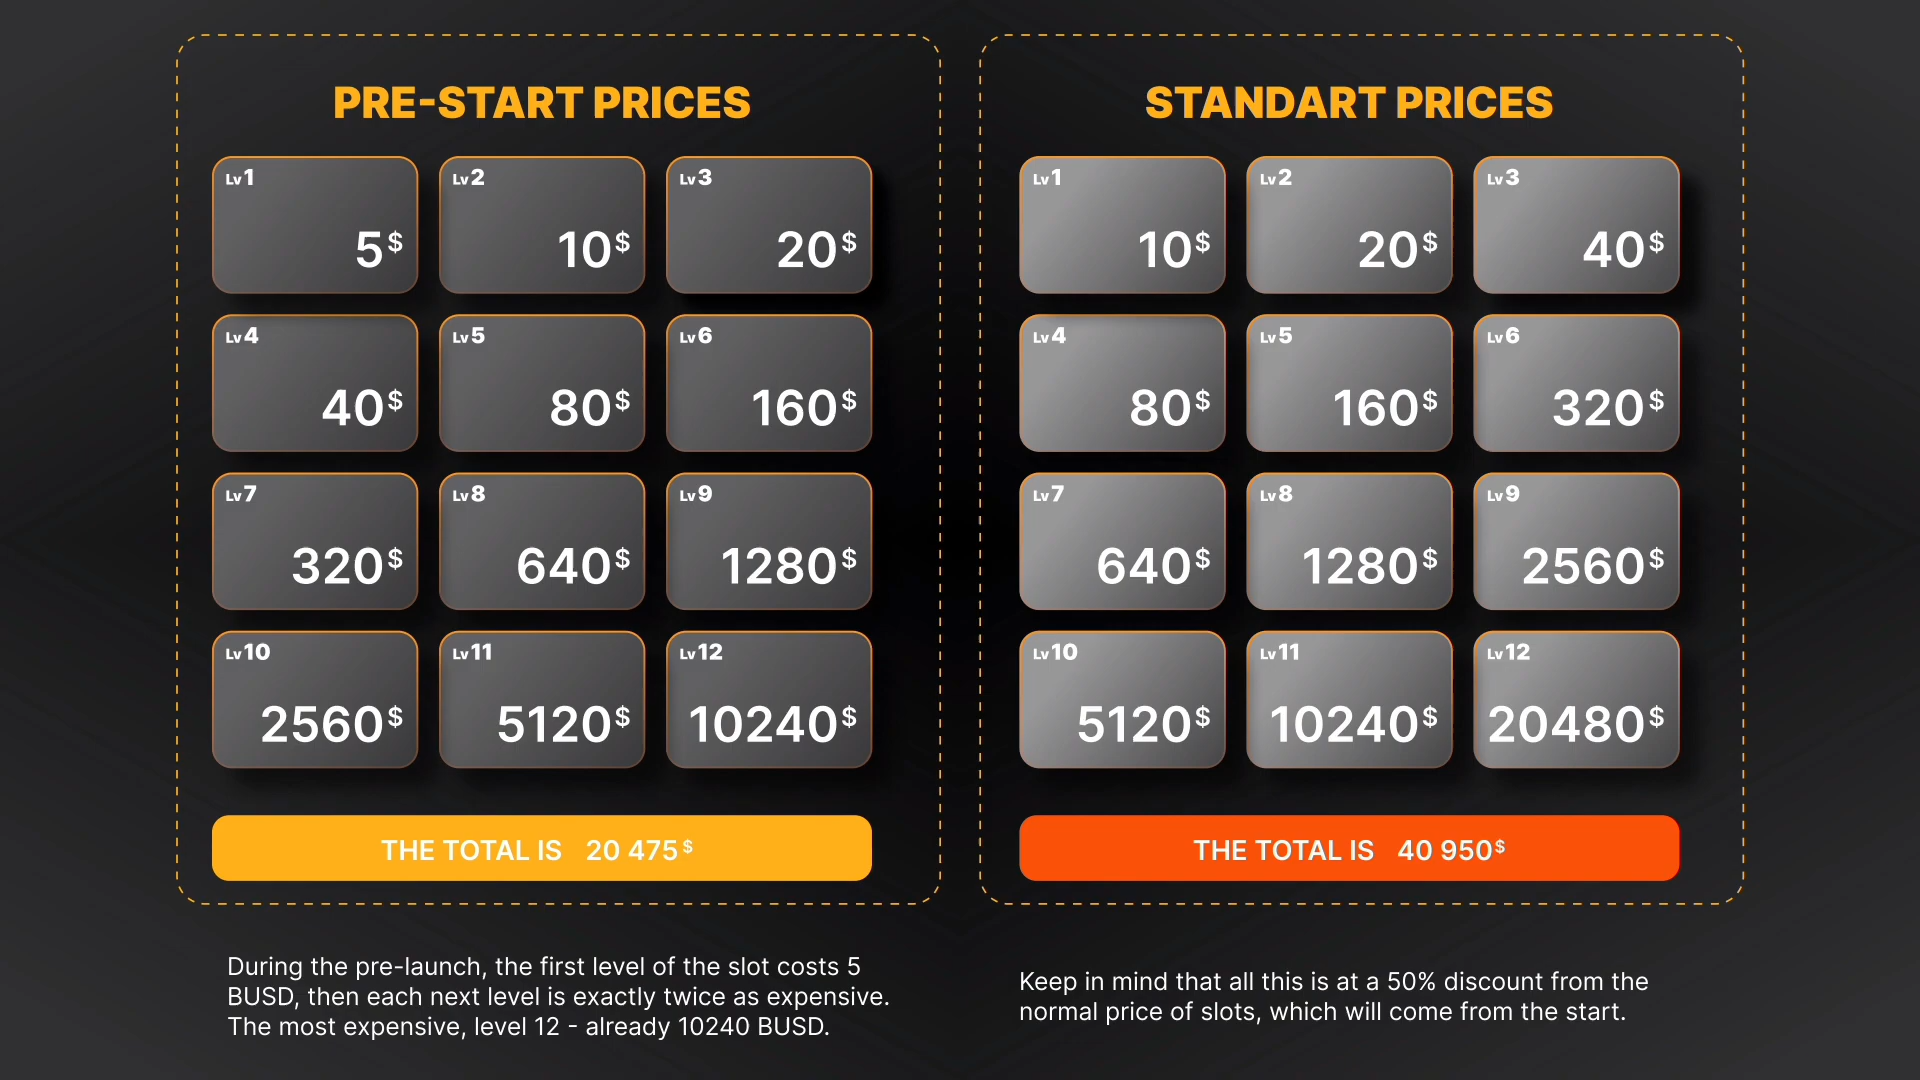 PRE-START PRICES
Lv1
5$
Lv2
10$
Lv3
20$
Lv4
40$
Lv5
80$
Lv6
160$
Lv7
320$
Lv8
640$
Lv9
1280$
Lv10
2560$
Lv11
5120$
Lv12
10240$
THE TOTAL IS 20 475$
During the pre-launch, the first level of the slot costs 5
BUSD, then each next level is exactly twice as expensive.
The most expensive, level 12 - already 10240 BUSD.
STANDART PRICES
Lv1
10$
Lv2
20$
Lv3
40$
Lv4
80$
Lv5
160$
Lv6
320$
Lv7
640$
Lv8
1280$
Lv9
2560$
Lv10
5120$
Lv11
10240$
Lv12
20480$
THE TOTAL IS 40 950$
Keep in mind that all this is at a 50% discount from the
normal price of slots, which will come from the start.